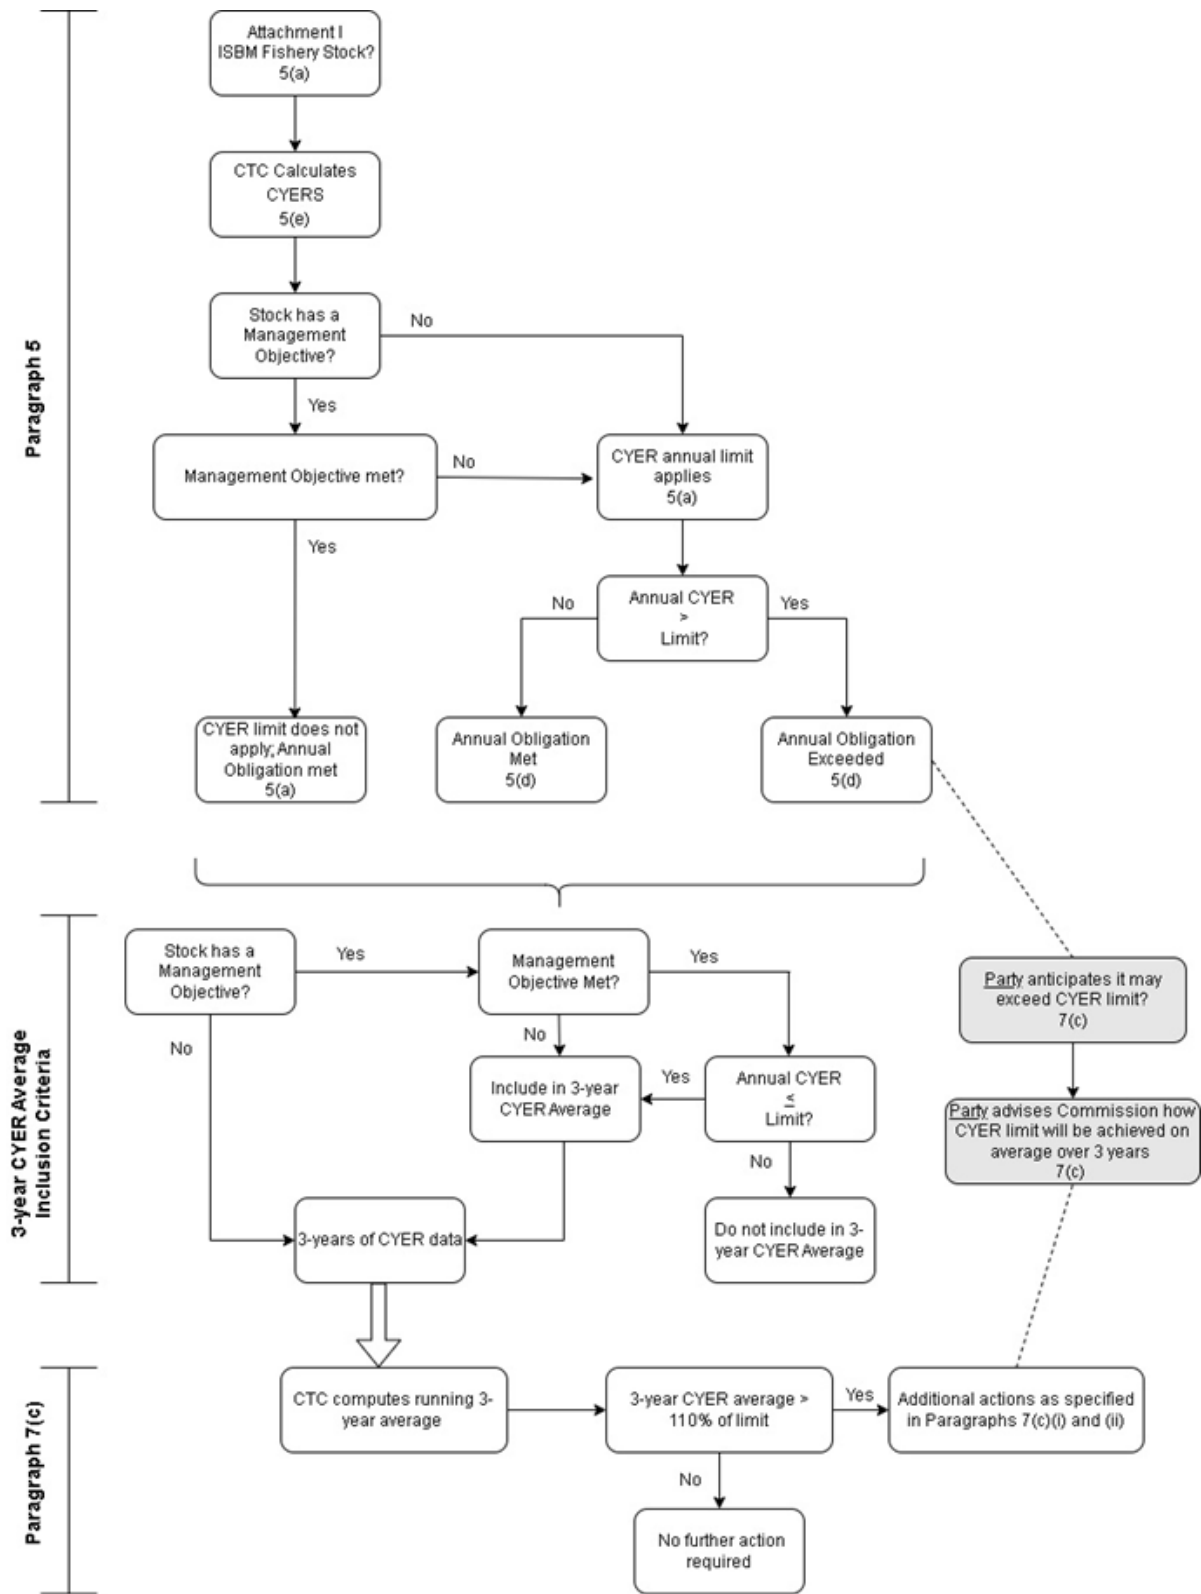 Attachment I
ISBM Fishery Stock?
5(a)
CTC Calculates
CYERS
5(e)
Stock has a
Management
Objective?
No
Yes
Management Objective met?
No
CYER annual limit
applies
5(a)
Yes
Annual CYER
>
Limit?
No
Yes
CYER limit does not
apply; Annual
Obligation met
5(a)
Annual Obligation
Met
5(d)
Annual Obligation
Exceeded
5(d)
Paragraph 5
Stock has a
Management
Objective?
Yes
Management
Objective Met?
Yes
No
No
Include in 3-year
CYER Average
Yes
Annual CYER
≤
Limit?
No
3-years of CYER data
Do not include in 3-
year CYER Average
Party anticipates it may
exceed CYER limit?
7(c)
Party advises Commission how
CYER limit will be achieved on
average over 3 years
7(c)
3-year CYER Average
Inclusion Criteria
CTC computes running 3-
year average
3-year CYER average >
110% of limit
Yes
Additional actions as specified
in Paragraphs 7(c)(i) and (ii)
No
No further action
required
Paragraph 7(c)